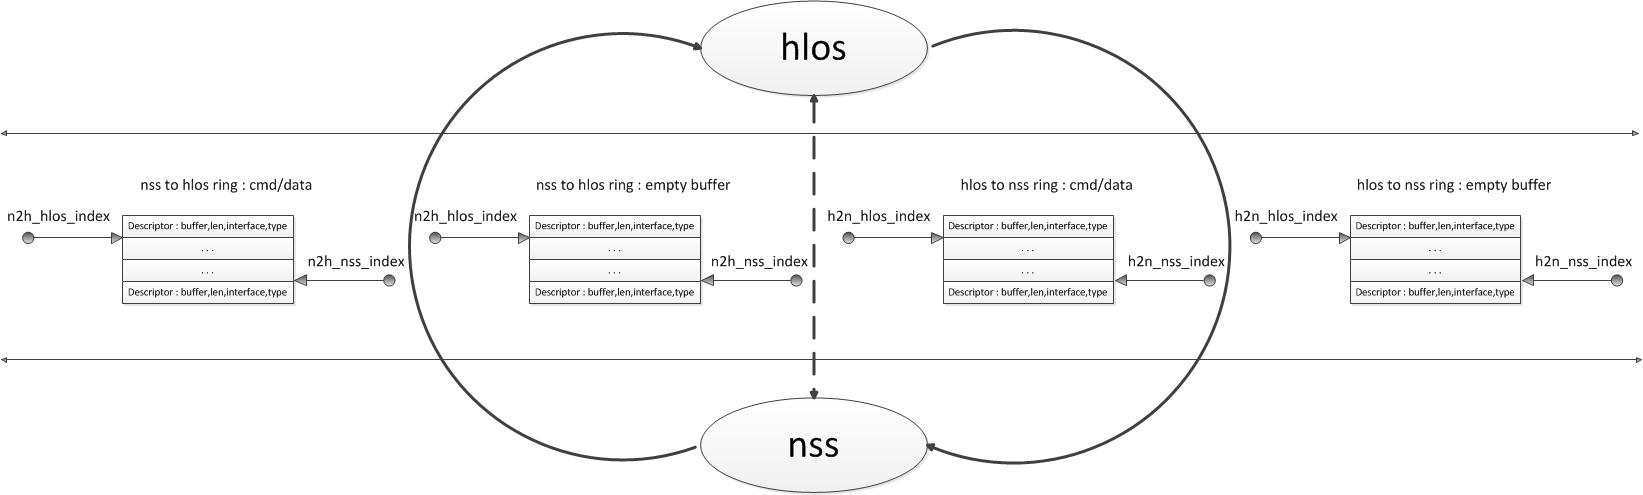 hlos
nss to hlos ring : cmd/data
nss to hlos ring : empty buffer
hlos to nss ring : cmd/data
hlos to nss ring : empty buffer
n2h_hlos_index
Descriptor : buffer,len,interface,type
. . .
. . .
Descriptor : buffer,len,interface,type
n2h_nss_index
n2h_hlos_index
Descriptor : buffer,len,interface,type
. . .
. . .
Descriptor : buffer,len,interface,type
n2h_nss_index
h2n_hlos_index
Descriptor : buffer,len,interface,type
. . .
. . .
Descriptor : buffer,len,interface,type
h2n_nss_index
h2n_hlos_index
Descriptor : buffer,len,interface,type
. . .
. . .
Descriptor : buffer,len,interface,type
h2n_nss_index
nss